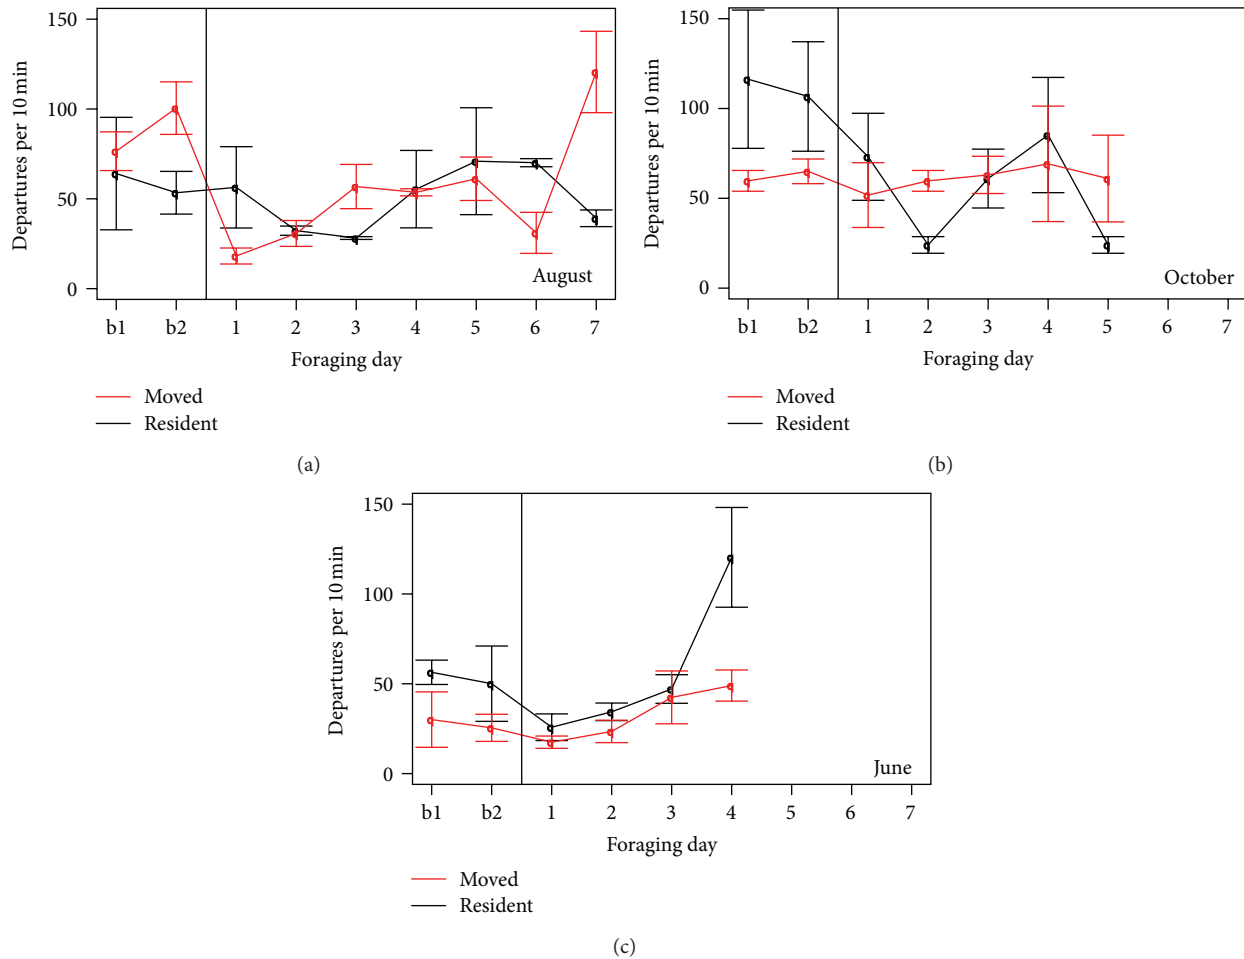 150
100
50
0
Departures per 10 min
August
b1 b2 1 2 3 4 5 6 7
Foraging day
Moved
Resident
(a)
150
100
50
0
Departures per 10 min
October
b1 b2 1 2 3 4 5 6 7
Foraging day
Moved
Resident
(b)
150
100
50
0
Departures per 10 min
June
b1 b2 1 2 3 4 5 6 7
Foraging day
Moved
Resident
(c)